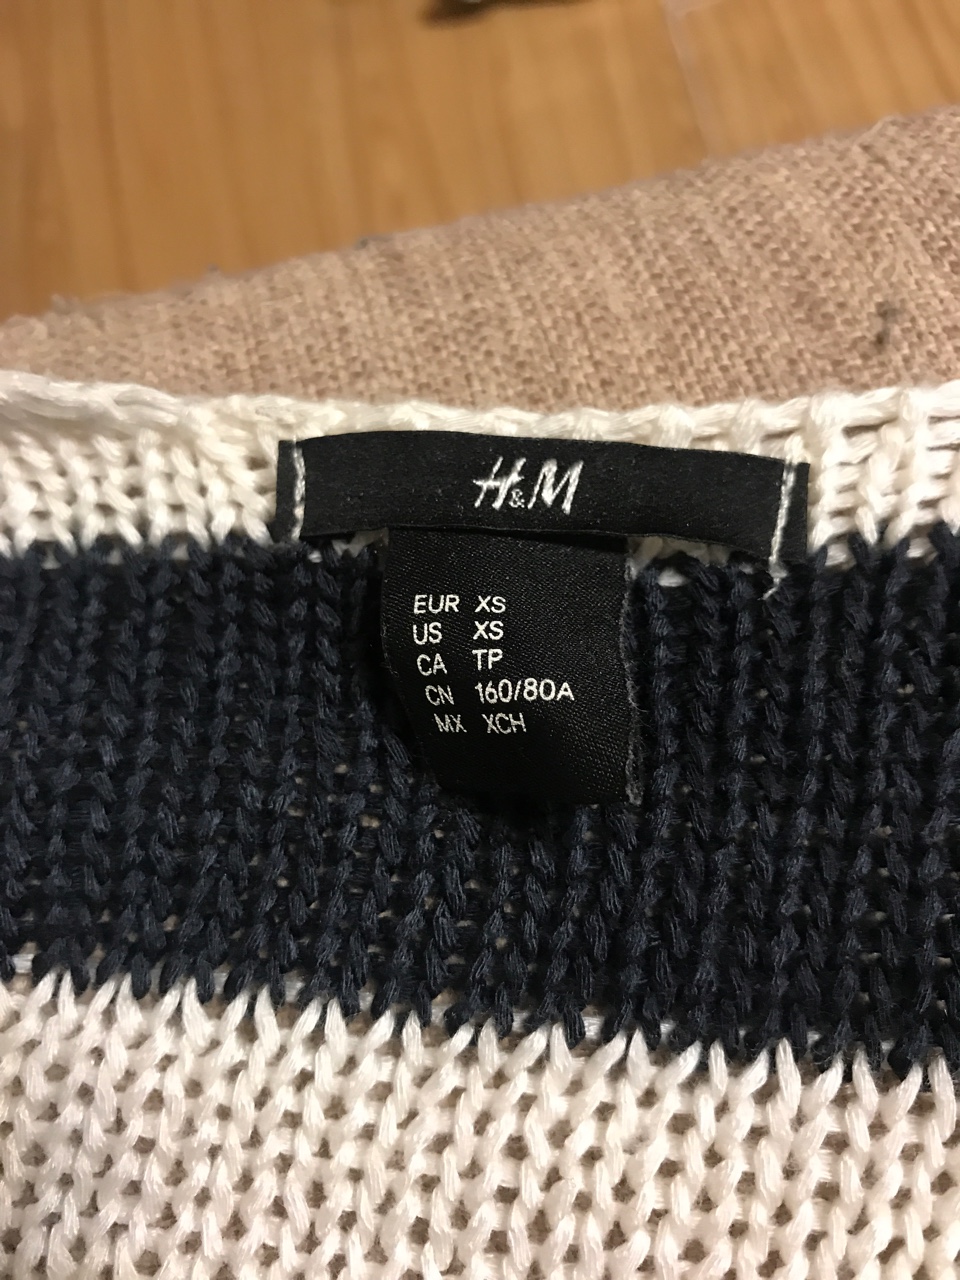 H&M
EUR XS
US XS
CA TP
CN 160/80A
MX XCH